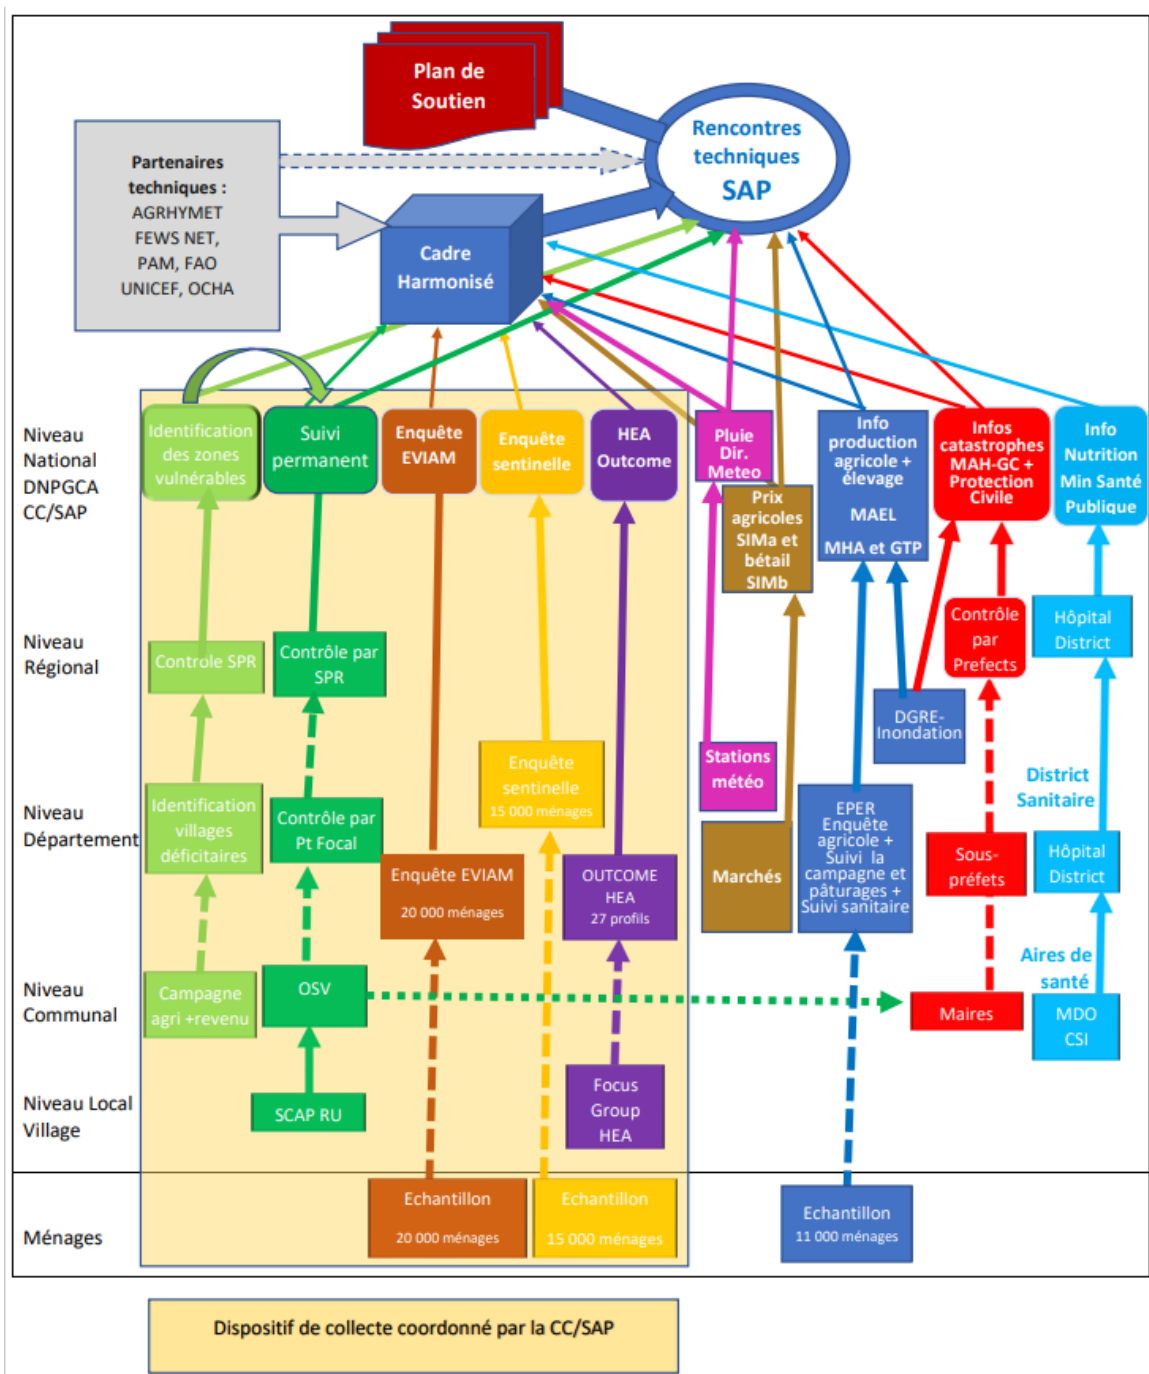 Plan de
Soutien
Rencontres
techniques
SAP
Partenaires
techniques :
AGRHYMET
FEWS NET,
PAM, FAO
UNICEF, OCHA
Cadre
Harmonisé
Niveau
National
DNPGCA
CC/SAP
Identification
des zones
vulnérables
Suivi
permanent
Enquête
EVIAM
Enquête
sentinelle
HEA
Outcome
Pluie
Dir.
Meteo
Prix
agricoles
SIMa et
bétail
SIMb
Info
production
agricole +
élevage
MAEL
MHA et GTP
Infos
catastrophes
MAH-GC +
Protection
Civile
Info
Nutrition
Min Santé
Publique
Niveau
Régional
Controle SPR
Contrôle par
SPR
Contrôle
par
Prefects
Hôpital
District
DGRE-
Inondation
Stations
météo
Enquête
sentinelle
15 000 ménages
District
Sanitaire
Niveau
Département
Identification
villages
déficitaires
Contrôle par
Pt Focal
Enquête EVIAM
20 000 ménages
OUTCOME
HEA
27 profils
Marchés
EPER
Enquête
agricole +
Suivi la
campagne et
pâturages +
Suivi sanitaire
Sous-
préfets
Hôpital
District
Aires de
santé
Niveau
Communal
Campagne
agri +revenu
OSV
Maires
MDO
CSI
Niveau Local
Village
SCAP RU
Focus
Group
HEA
Ménages
Echantillon
20 000 ménages
Echantillon
15 000 ménages
Echantillon
11 000 ménages
Dispositif de collecte coordonné par la CC/SAP